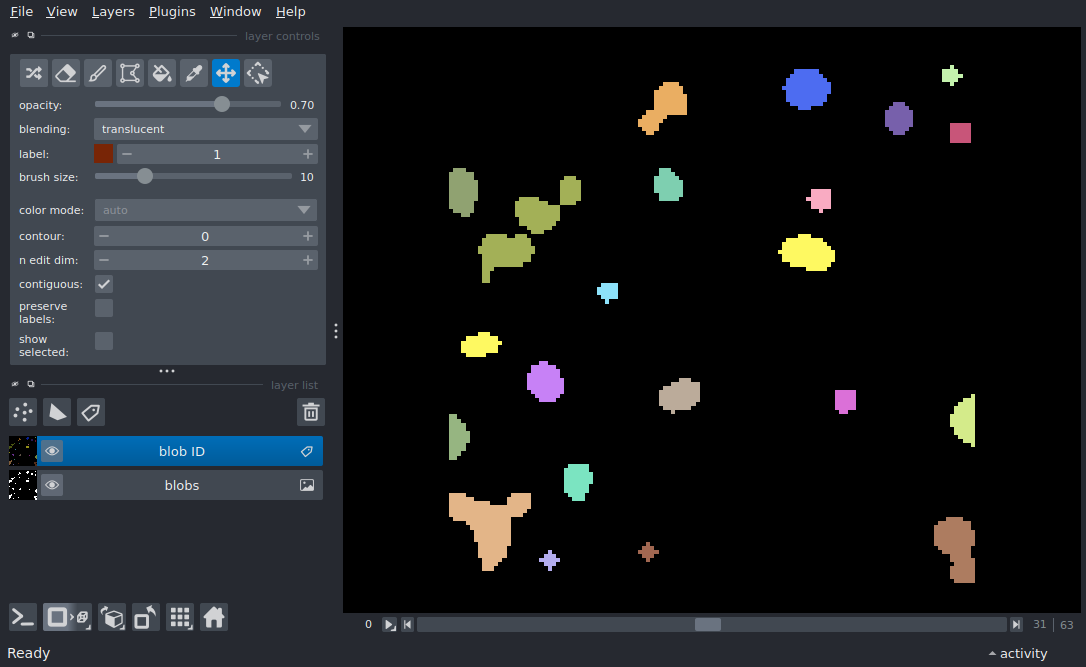 File View Layers Plugins Window Help
layer controls
opacity: 0.70
blending: translucent
label: 1
brush size: 10
color mode: auto
contour: 0
n edit dim: 2
contiguous:
preserve
labels:
show
selected:
layer list
blob ID
blobs
0 31 63
Ready activity